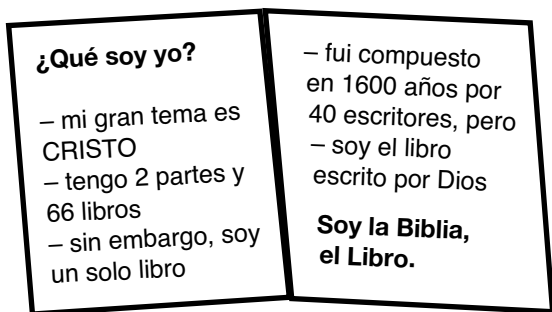 ¿Qué soy yo?
– mi gran tema es
CRISTO
– tengo 2 partes y
66 libros
– sin embargo, soy
un solo libro
– fui compuesto
en 1600 años por
40 escritores, pero
– soy el libro
escrito por Dios
Soy la Biblia,
el Libro.